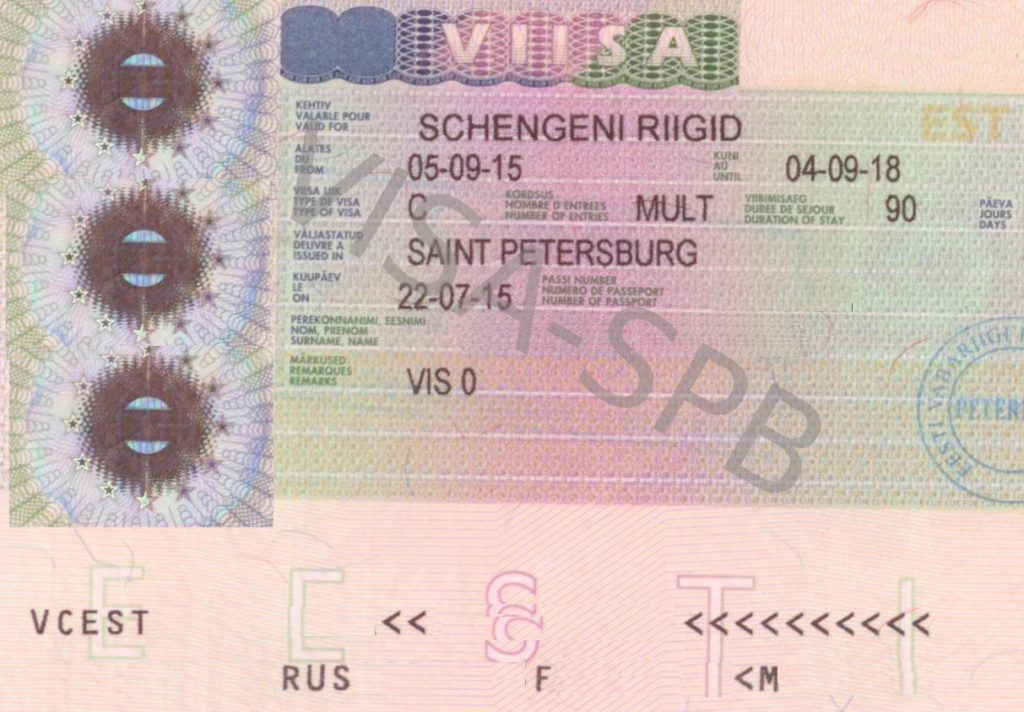 VIISA
KEHTIV
VALABLE POUR
VALID FOR
SCHENGENI RIIGID
EST
ALATES
DU
FROM
05-09-15
KUNI
AU
UNTIL
04-09-18
VIISA LIIK
TYPE DE VISA
TYPE OF VISA
C
KORDSUS
NOMBRE D'ENTREES
NUMBER OF ENTRIES
MULT
VIIBIMISAEG
DUREE DE SEJOUR
DURATION OF STAY
90
PÄEVA
JOURS
DAYS
VÄLJASTATUD
DELIVRE A
ISSUED IN
SAINT PETERSBURG
KUUPÄEV
LE
ON
22-07-15
PASSI NUMBER
NUMERO DE PASSEPORT
NUMBER OF PASSPORT
PEREKONNANIMI, EESNIMI
NOM, PRENOM
SURNAME, NAME
MÄRKUSED
REMARQUES
REMARKS
VIS 0
VISA-SPB
EESTI VABARIIGI
PETER
EESTI
VCEST << <<<<<<<<<<
RUS F <M